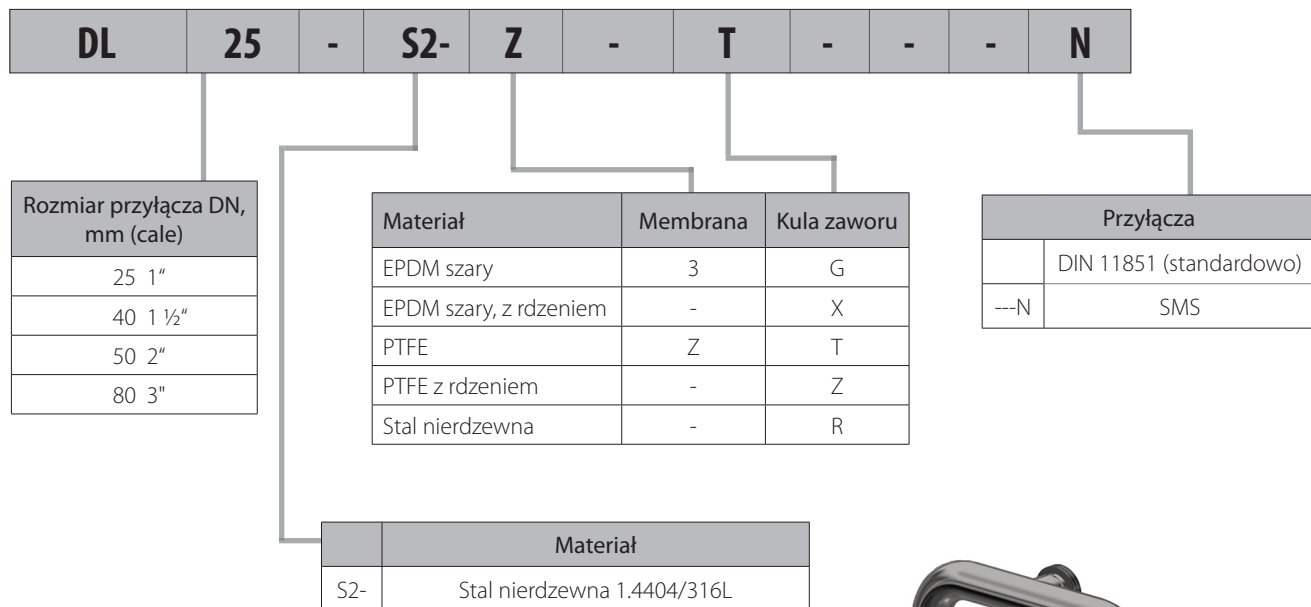 DL 25 - S2- Z - T - - - N
Rozmiar przyłącza DN,
mm (cale)
25 1“
40 1 ½“
50 2“
80 3"
Materiał Membrana Kula zaworu
EPDM szary 3 G
EPDM szary, z rdzeniem - X
PTFE Z T
PTFE z rdzeniem - Z
Stal nierdzewna - R
Przyłącza
DIN 11851 (standardowo)
---N SMS
Materiał
S2- Stal nierdzewna 1.4404/316L